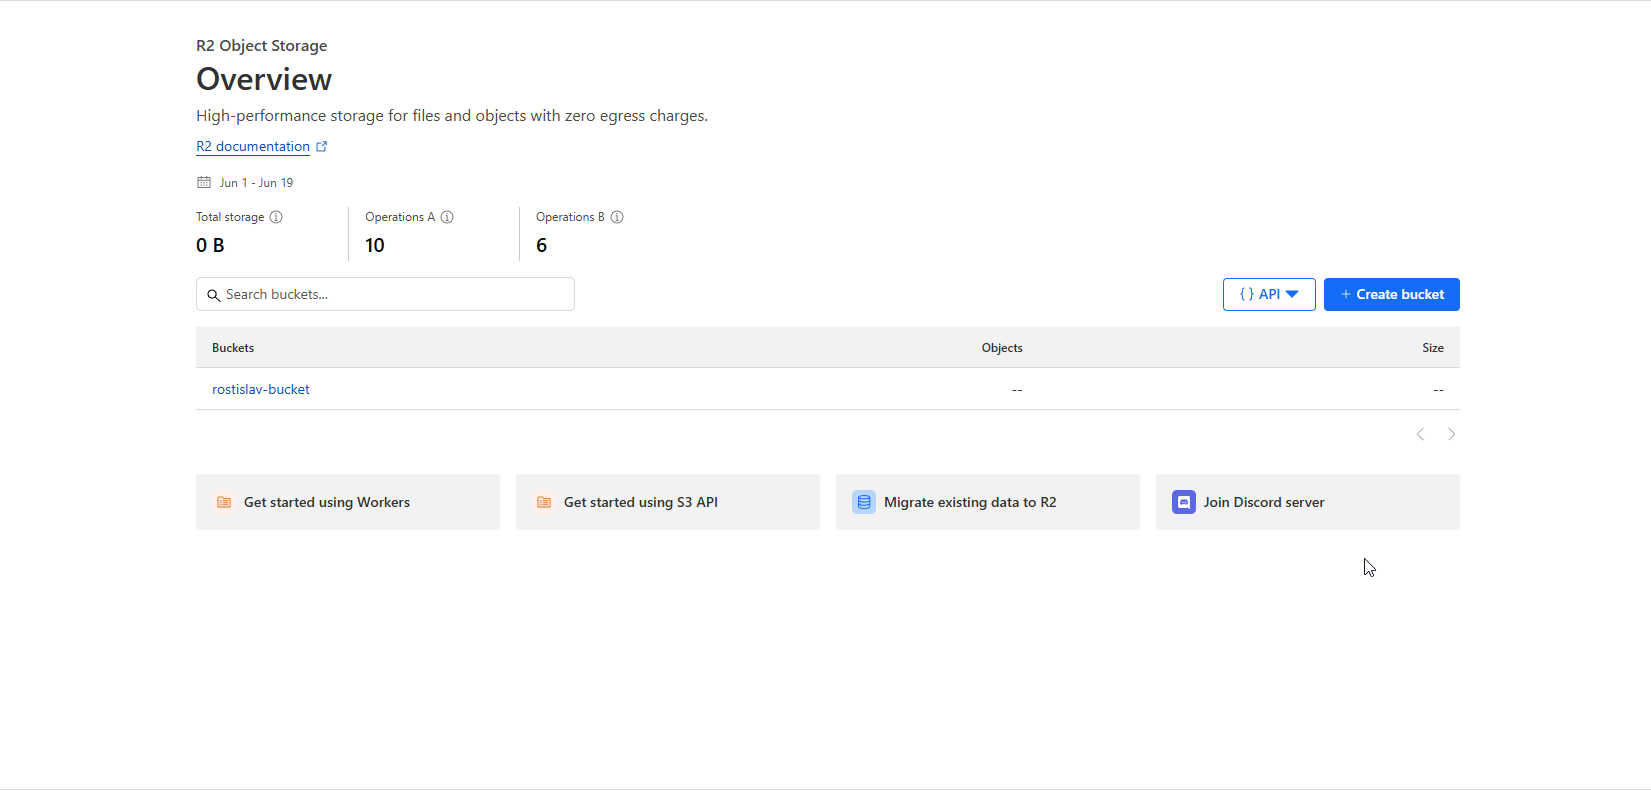 R2 Object Storage
Overview
High-performance storage for files and objects with zero egress charges.
R2 documentation
Jun 1 - Jun 19
Total storage Operations A Operations B
0 B 10 6
Search buckets... {} API + Create bucket
Buckets Objects Size
rostislav-bucket -- --
Get started using Workers Get started using S3 API Migrate existing data to R2 Join Discord server